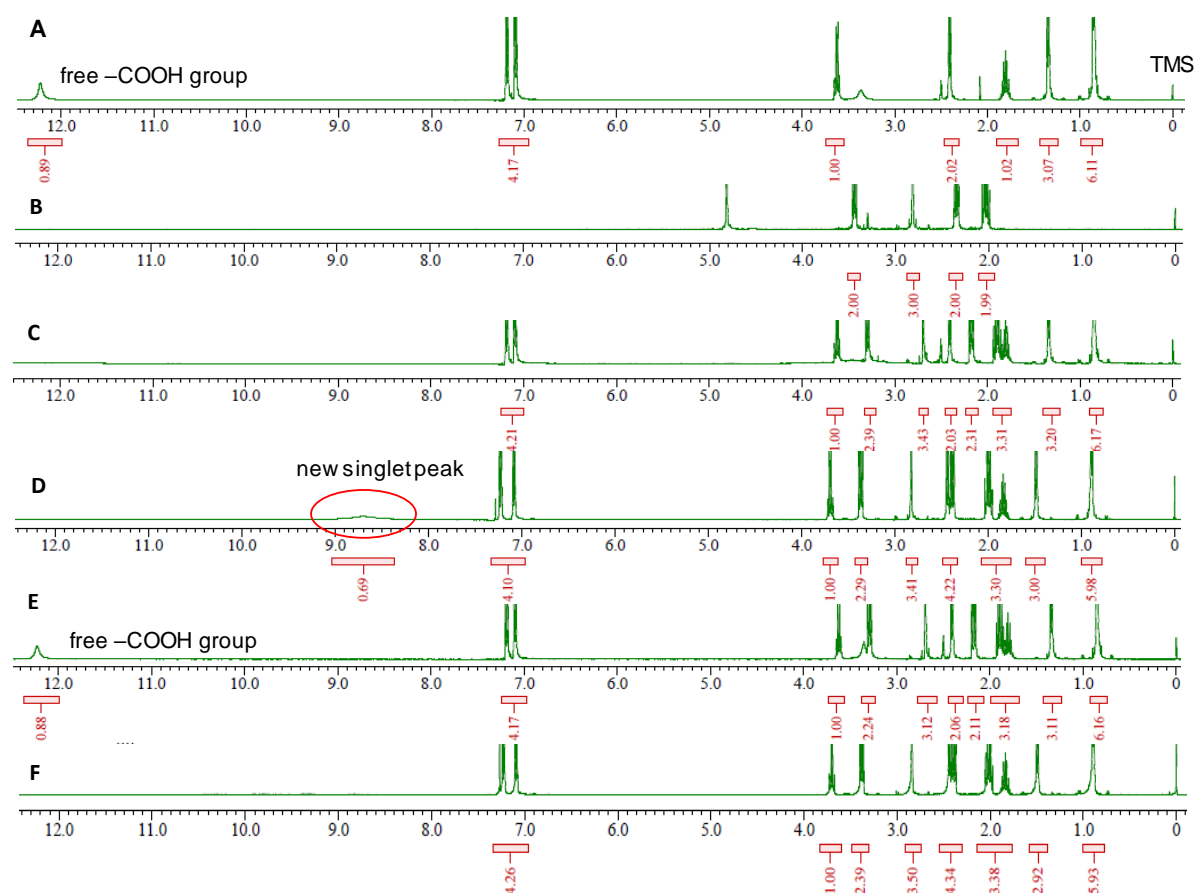 A
free –COOH group
TMS
12.0 11.0 10.0 9.0 8.0 7.0 6.0 5.0 4.0 3.0 2.0 1.0 0
0.89 4.17 1.00 2.02 1.02 3.07 6.11
B
12.0 11.0 10.0 9.0 8.0 7.0 6.0 5.0 4.0 3.0 2.0 1.0 0
2.00 3.00 2.00 1.99
C
12.0 11.0 10.0 9.0 8.0 7.0 6.0 5.0 4.0 3.0 2.0 1.0 0
4.21 1.00 2.39 3.43 2.03 2.31 3.31 3.20 6.17
new singlet peak
D
12.0 11.0 10.0 9.0 8.0 7.0 6.0 5.0 4.0 3.0 2.0 1.0 0
0.69 4.10 1.00 2.29 3.41 4.22 3.30 3.00 5.98
E
free –COOH group
12.0 11.0 10.0 9.0 8.0 7.0 6.0 5.0 4.0 3.0 2.0 1.0 0
0.88 4.17 1.00 2.24 3.12 2.06 2.11 3.18 3.11 6.16
F
12.0 11.0 10.0 9.0 8.0 7.0 6.0 5.0 4.0 3.0 2.0 1.0 0
4.26 1.00 2.39 3.50 4.34 3.38 2.92 5.93